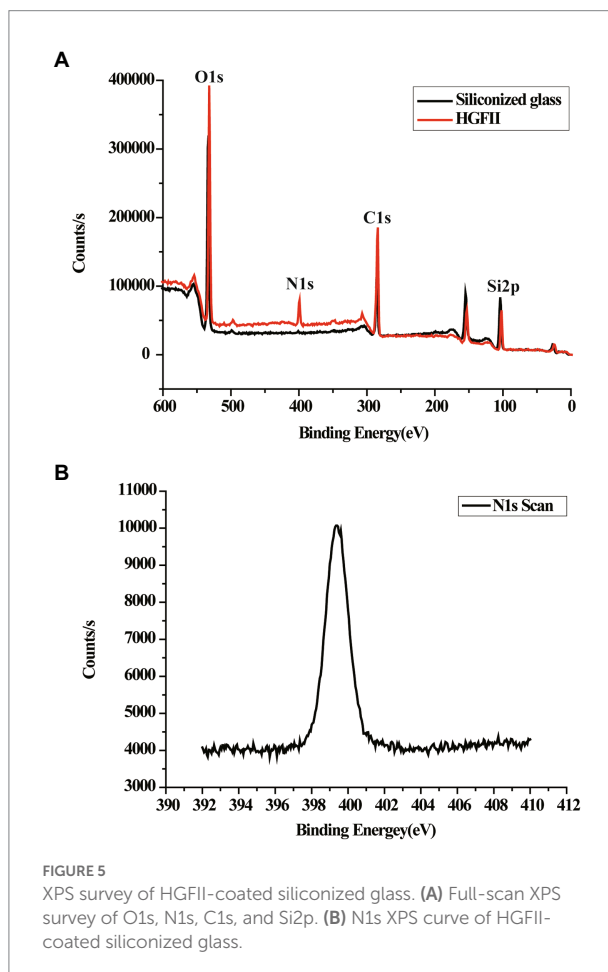 A
O1s
400000
Siliconized glass
HGFII
300000
C1s
200000
Counts/s
N1s
Si2p
100000
0
600 500 400 300 200 100 0
Binding Energy(eV)
B
11000
N1s Scan
10000
9000
8000
7000
Counts/s
6000
5000
4000
3000
390 392 394 396 398 400 402 404 406 408 410 412
Binding Energey(eV)
FIGURE 5
XPS survey of HGFII-coated siliconized glass. (A) Full-scan XPS
survey of O1s, N1s, C1s, and Si2p. (B) N1s XPS curve of HGFII-
coated siliconized glass.